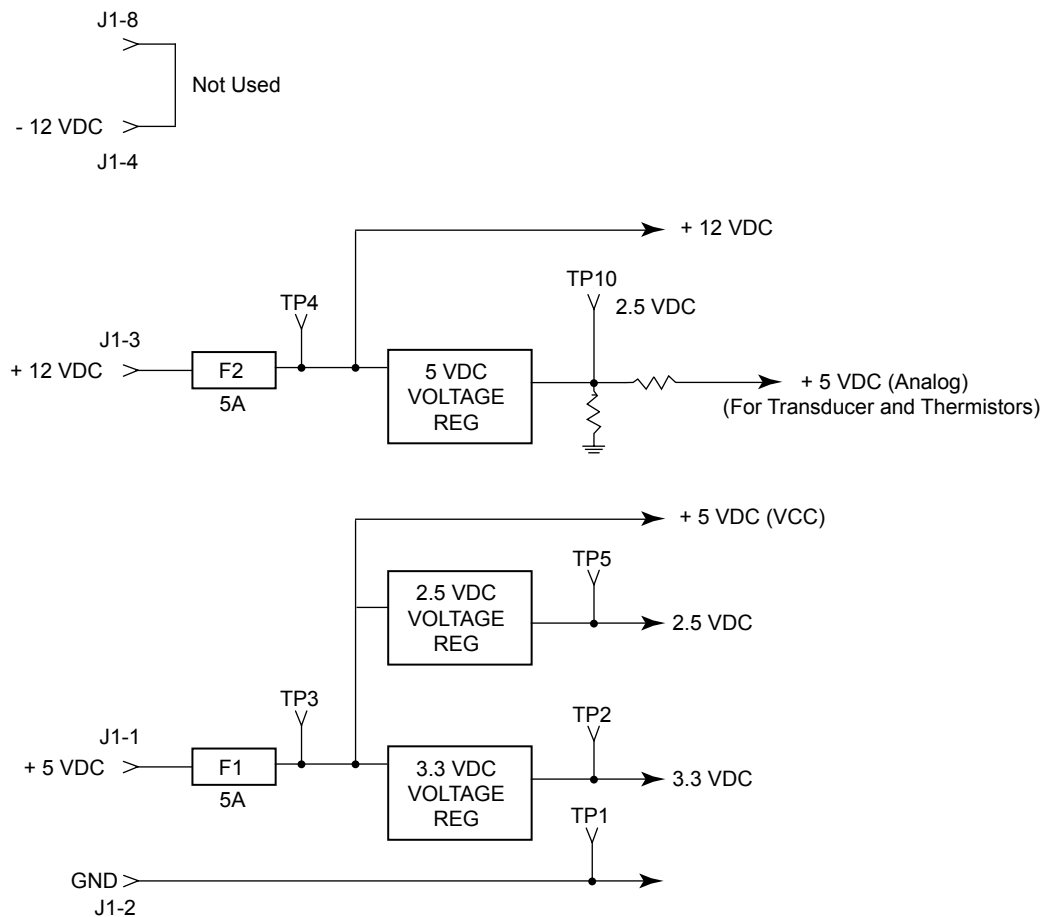 J1-8
Not Used
- 12 VDC
J1-4
+ 12 VDC
TP10
2.5 VDC
TP4
J1-3
+ 12 VDC
F2
5A
5 VDC
VOLTAGE
REG
+ 5 VDC (Analog)
(For Transducer and Thermistors)
+ 5 VDC (VCC)
TP5
2.5 VDC
VOLTAGE
REG
2.5 VDC
TP3
TP2
J1-1
+ 5 VDC
F1
5A
3.3 VDC
VOLTAGE
REG
3.3 VDC
TP1
GND
J1-2